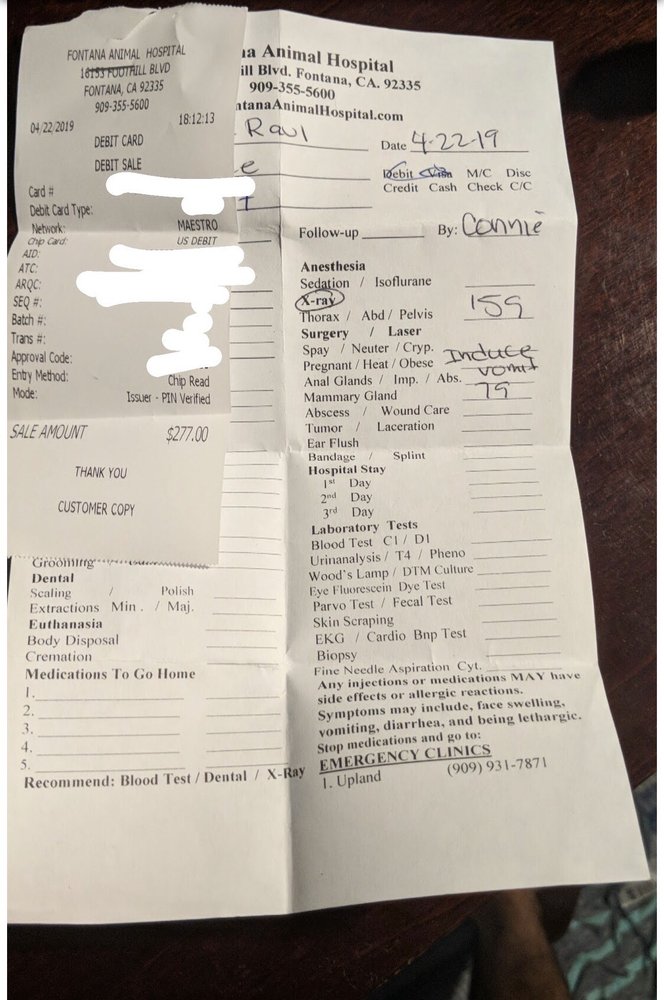 FONTANA ANIMAL HOSPITAL
18153 FOOTHILL BLVD
FONTANA, CA 92335
909-355-5600
04/22/2019 18:12:13
DEBIT CARD
DEBIT SALE
Card #
Debit Card Type:
Network: MAESTRO
Chip Card: US DEBIT
AID:
ATC:
ARQC:
SEQ #:
Batch #:
Trans #:
Approval Code:
Entry Method: Chip Read
Mode: Issuer - PIN Verified
SALE AMOUNT $277.00
THANK YOU
CUSTOMER COPY
na Animal Hospital
ill Blvd. Fontana, CA. 92335
909-355-5600
ntanaAnimalHospital.com
Raul Date 4-22-19
e Debit Visa M/C Disc
Credit Cash Check C/C
Follow-up By: Connie
Anesthesia
Sedation / Isoflurane
X-ray 159
Thorax / Abd / Pelvis
Surgery / Laser
Spay / Neuter / Cryp. Induce
Pregnant / Heat / Obese vomit
Anal Glands / Imp. / Abs. 79
Mammary Gland
Abscess / Wound Care
Tumor / Laceration
Ear Flush
Bandage / Splint
Hospital Stay
1st Day
2nd Day
3rd Day
Laboratory Tests
Blood Test C1 / D1
Urinanalysis / T4 / Pheno
Wood's Lamp / DTM Culture
Eye Fluorescein Dye Test
Parvo Test / Fecal Test
Skin Scraping
EKG / Cardio Bnp Test
Biopsy
Fine Needle Aspiration Cyt.
Any injections or medications MAY have
side effects or allergic reactions.
Symptoms may include, face swelling,
vomiting, diarrhea, and being lethargic.
Stop medications and go to:
EMERGENCY CLINICS
1. Upland (909) 931-7871
Grooming /
Dental
Scaling / Polish
Extractions Min. / Maj.
Euthanasia
Body Disposal
Cremation
Medications To Go Home
1.
2.
3.
4.
5.
Recommend: Blood Test / Dental / X-Ray